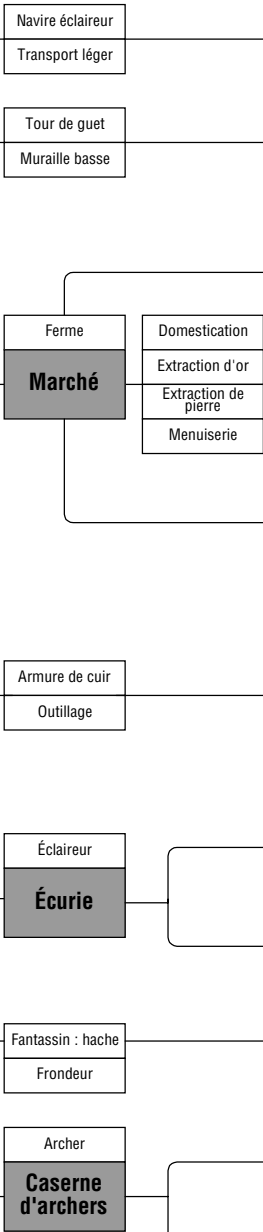 Navire éclaireur
Transport léger
Tour de guet
Muraille basse
Ferme
Marché
Domestication
Extraction d'or
Extraction de
pierre
Menuiserie
Armure de cuir
Outillage
Éclaireur
Écurie
Fantassin : hache
Frondeur
Archer
Caserne
d'archers